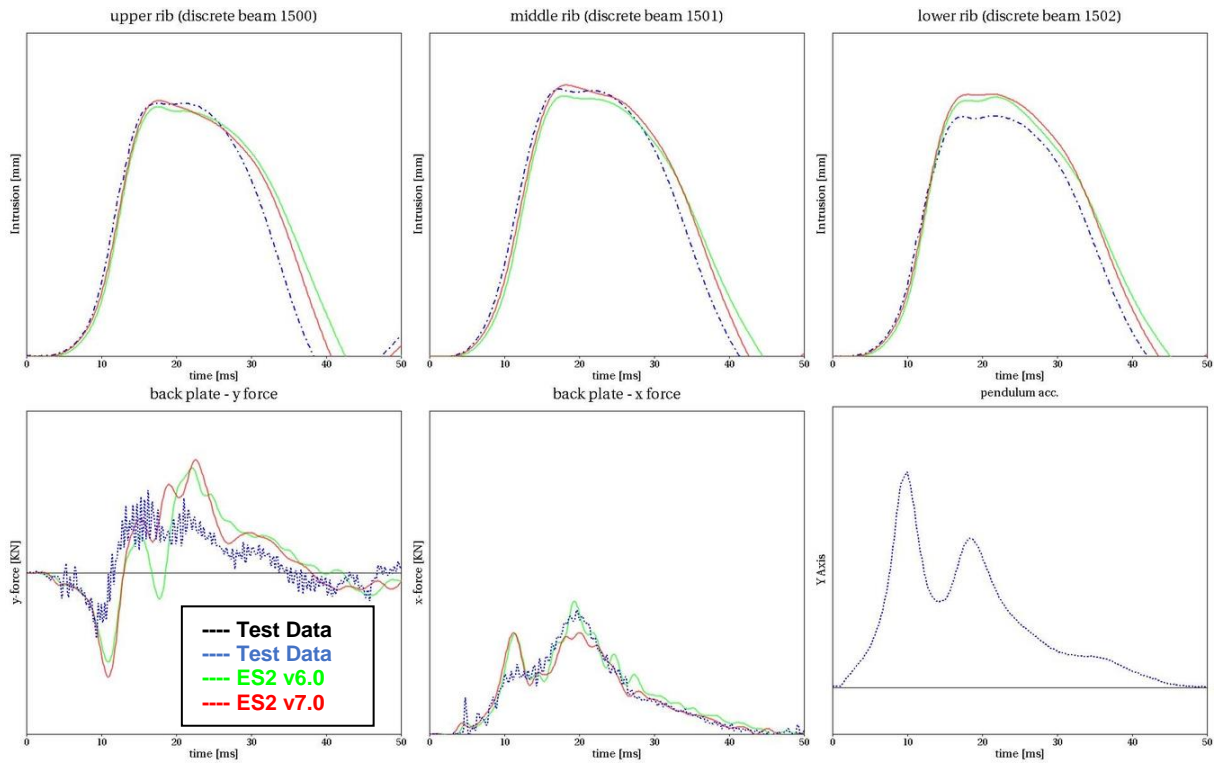 upper rib (discrete beam 1500)
middle rib (discrete beam 1501)
lower rib (discrete beam 1502)
Intrusion [mm]
Intrusion [mm]
Intrusion [mm]
0 10 20 30 40 50
0 10 20 30 40 50
0 10 20 30 40 50
time [ms]
time [ms]
time [ms]
back plate - y force
back plate - x force
pendulum acc.
y-force [KN]
x-force [KN]
Y Axis
---- Test Data
---- Test Data
---- ES2 v6.0
---- ES2 v7.0
0 10 20 30 40 50
0 10 20 30 40 50
0 10 20 30 40 50
time [ms]
time [ms]
time [ms]